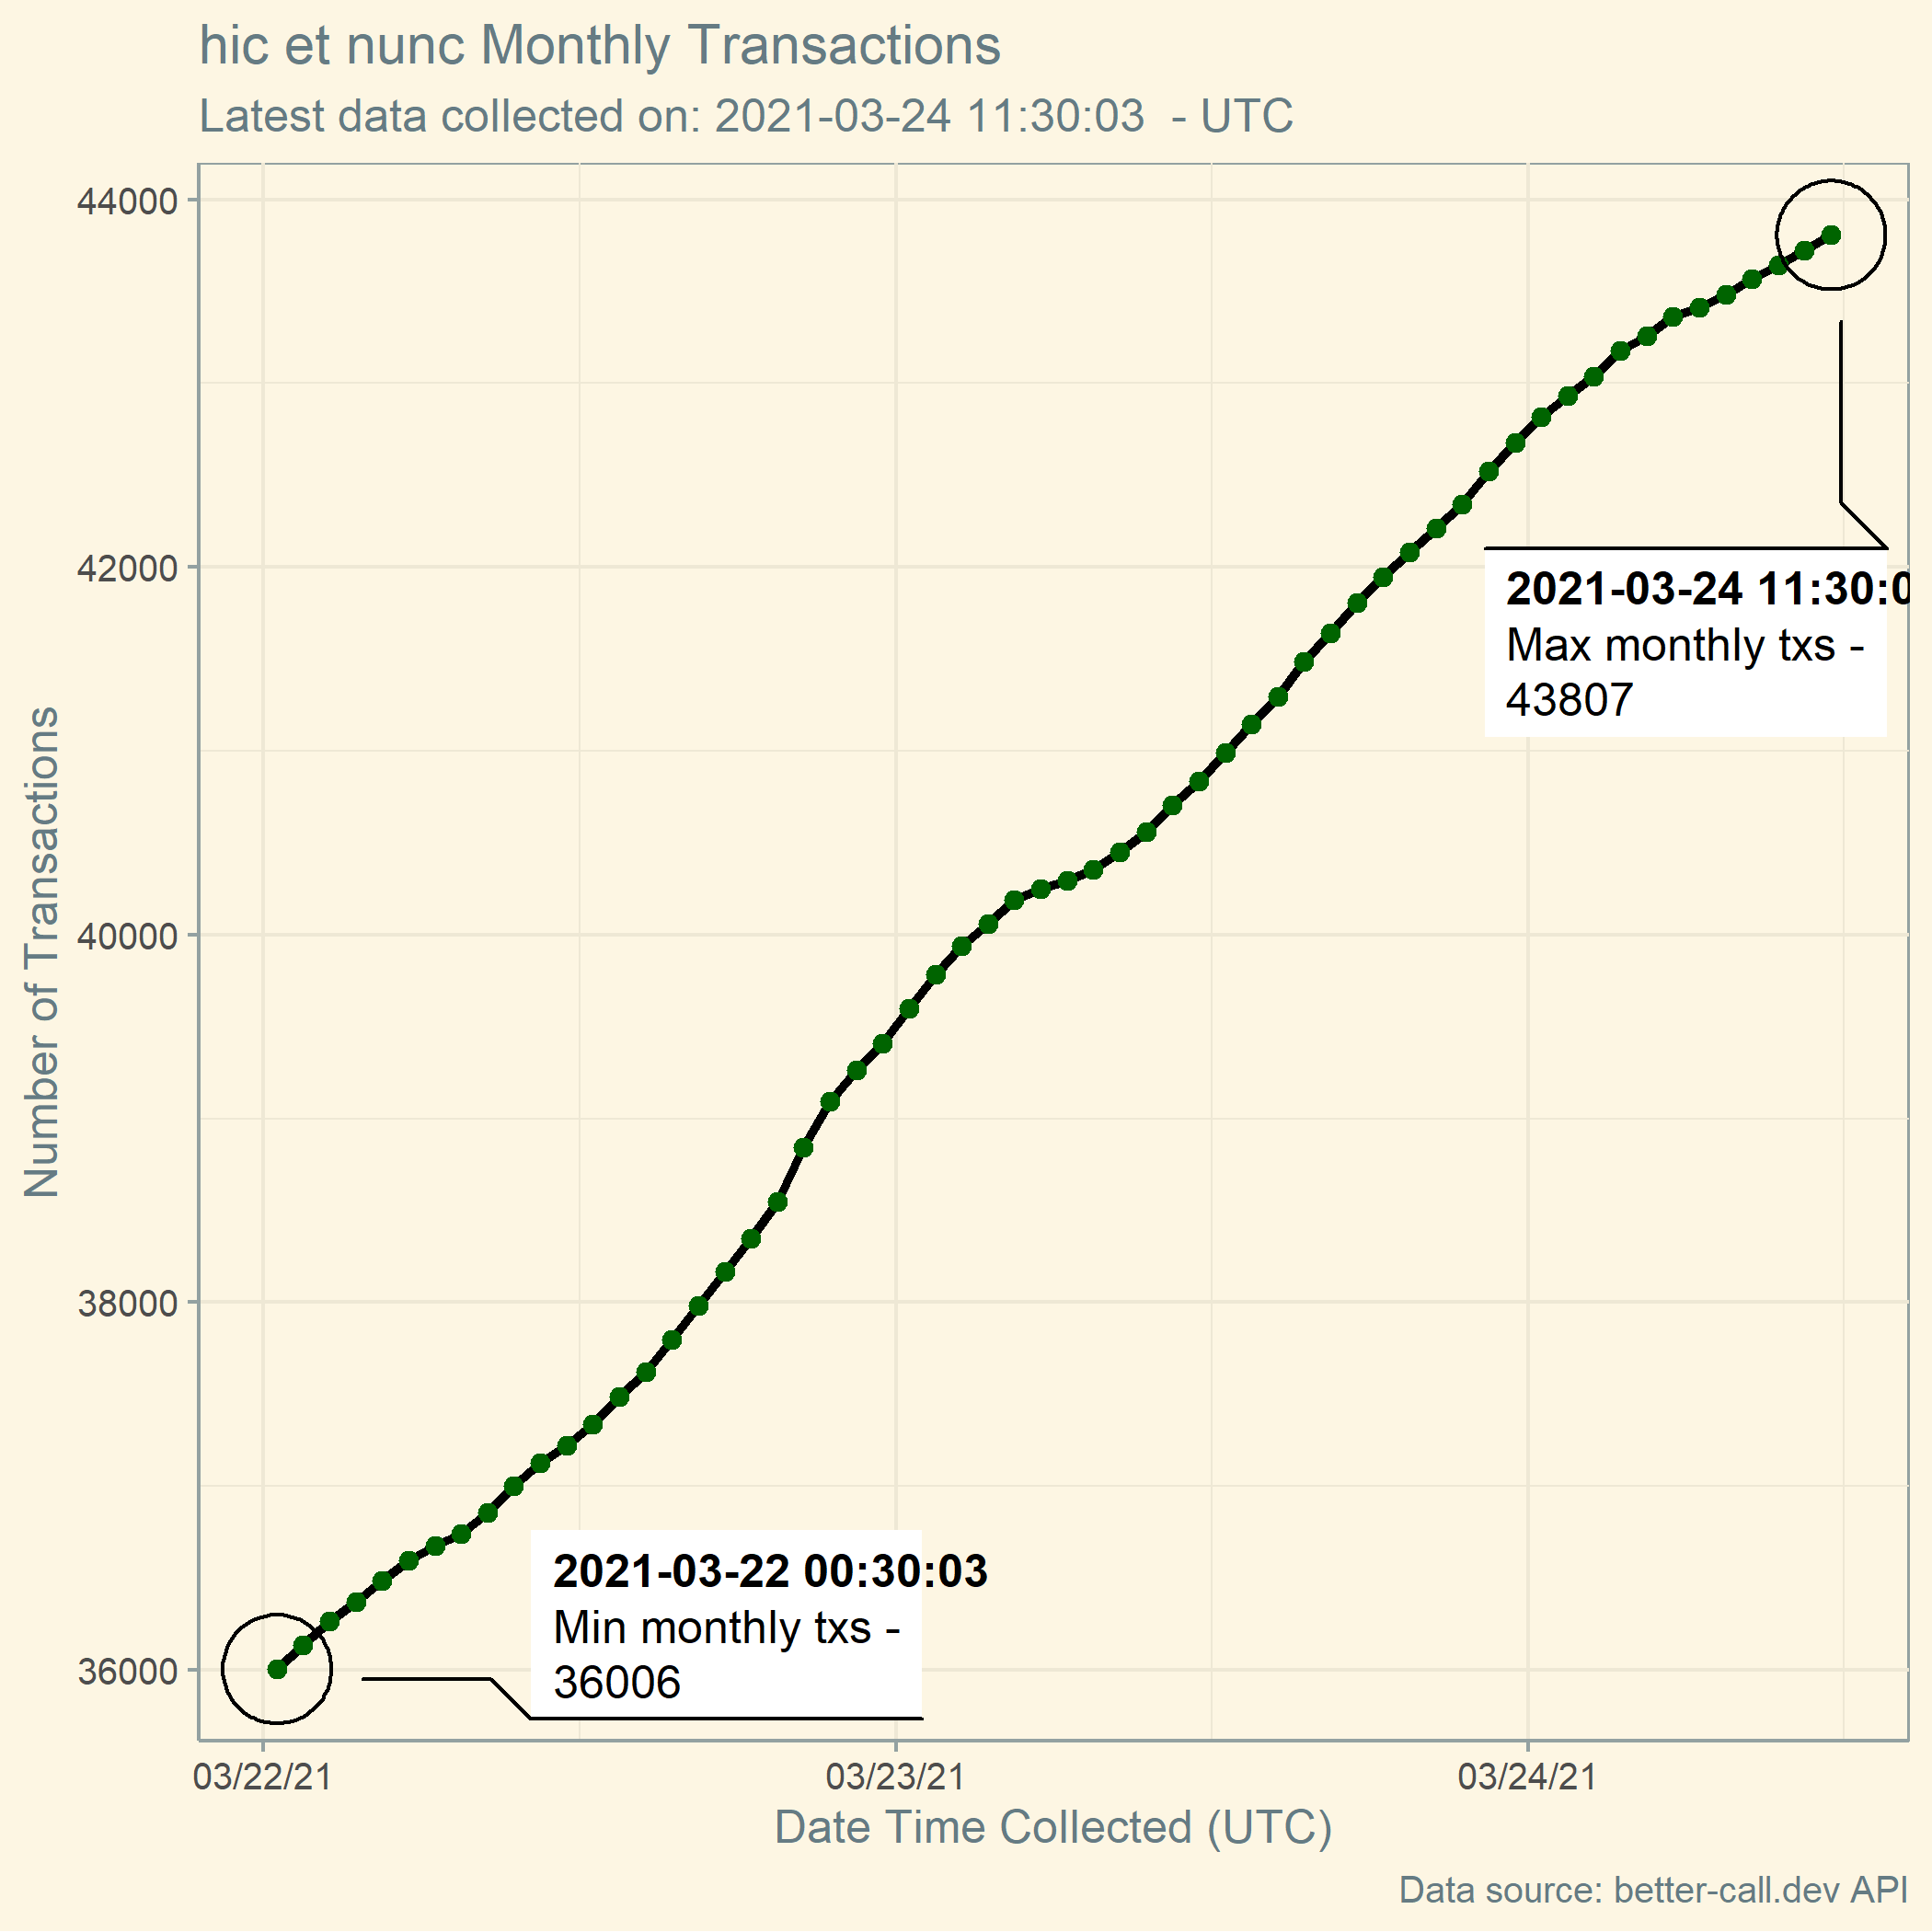 hic et nunc Monthly Transactions
Latest data collected on: 2021-03-24 11:30:03  - UTC
44000
42000
40000
38000
36000
Number of Transactions
2021-03-24 11:30:0
Max monthly txs -
43807
2021-03-22 00:30:03
Min monthly txs -
36006
03/22/21
03/23/21
03/24/21
Date Time Collected (UTC)
Data source: better-call.dev API